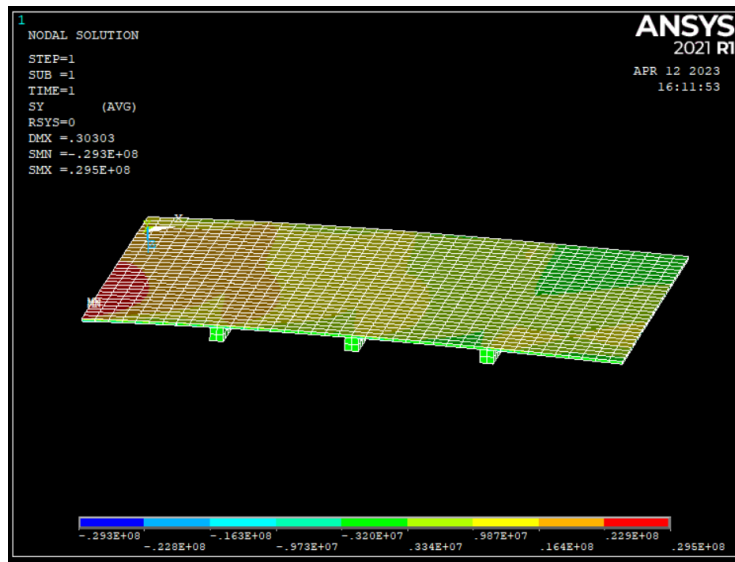 1
NODAL SOLUTION
STEP=1
SUB =1
TIME=1
SY (AVG)
RSYS=0
DMX =.30303
SMN =-.293E+08
SMX =.295E+08
ANSYS
2021 R1
APR 12 2023
16:11:53
X
-.293E+08 -.163E+08 -.320E+07 .987E+07 .229E+08
-.228E+08 -.973E+07 .334E+07 .164E+08 .295E+08